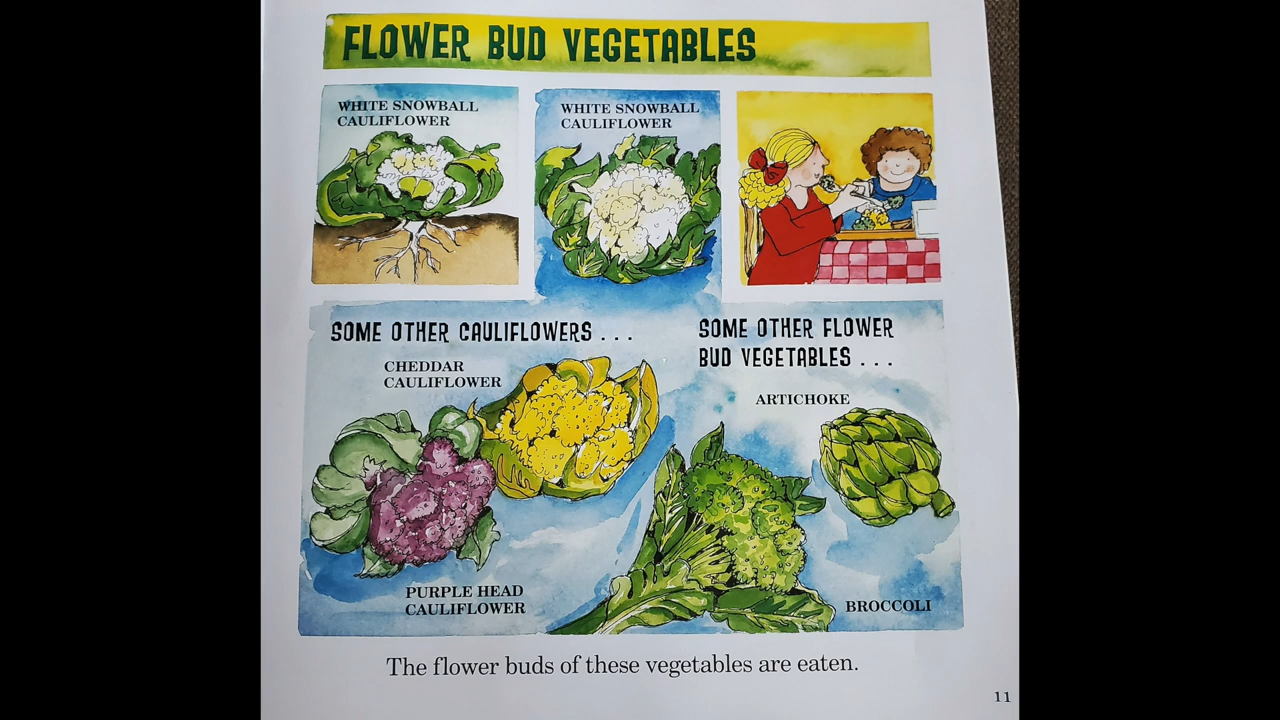 FLOWER BUD VEGETABLES
WHITE SNOWBALL
CAULIFLOWER
WHITE SNOWBALL
CAULIFLOWER
SOME OTHER CAULIFLOWERS . . .
CHEDDAR
CAULIFLOWER
PURPLE HEAD
CAULIFLOWER
SOME OTHER FLOWER
BUD VEGETABLES . . .
ARTICHOKE
BROCCOLI
The flower buds of these vegetables are eaten.
11